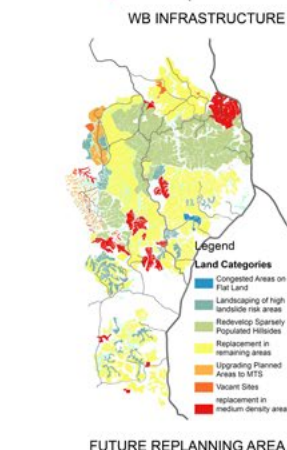 WB INFRASTRUCTURE
Legend
Land Categories
Congested Areas on
Flat Land
Landscaping of high
landslide risk areas
Redevelop Sparsely
Populated Hillsides
Replacement in
remaining areas
Upgrading Planned
Areas to MTS
Vacant Sites
replacement in
medium density area
FUTURE REPLANNING AREA